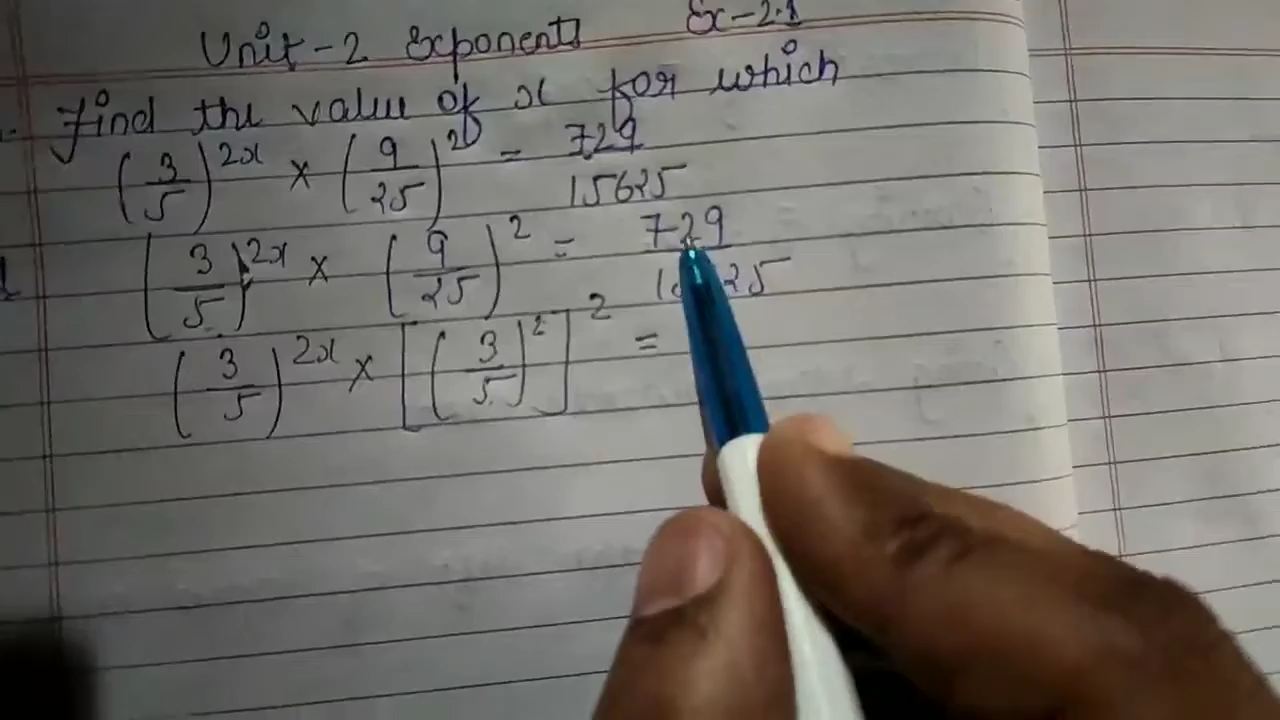 Unit-2 Exponents Ex-2.1
Find the value of x for which
(3/5)^2x × (9/25)^2 = 729/15625
(3/5)^2x × (9/25)^2 = 729/
(3/5)^2x × [(3/5)^2]^2 =